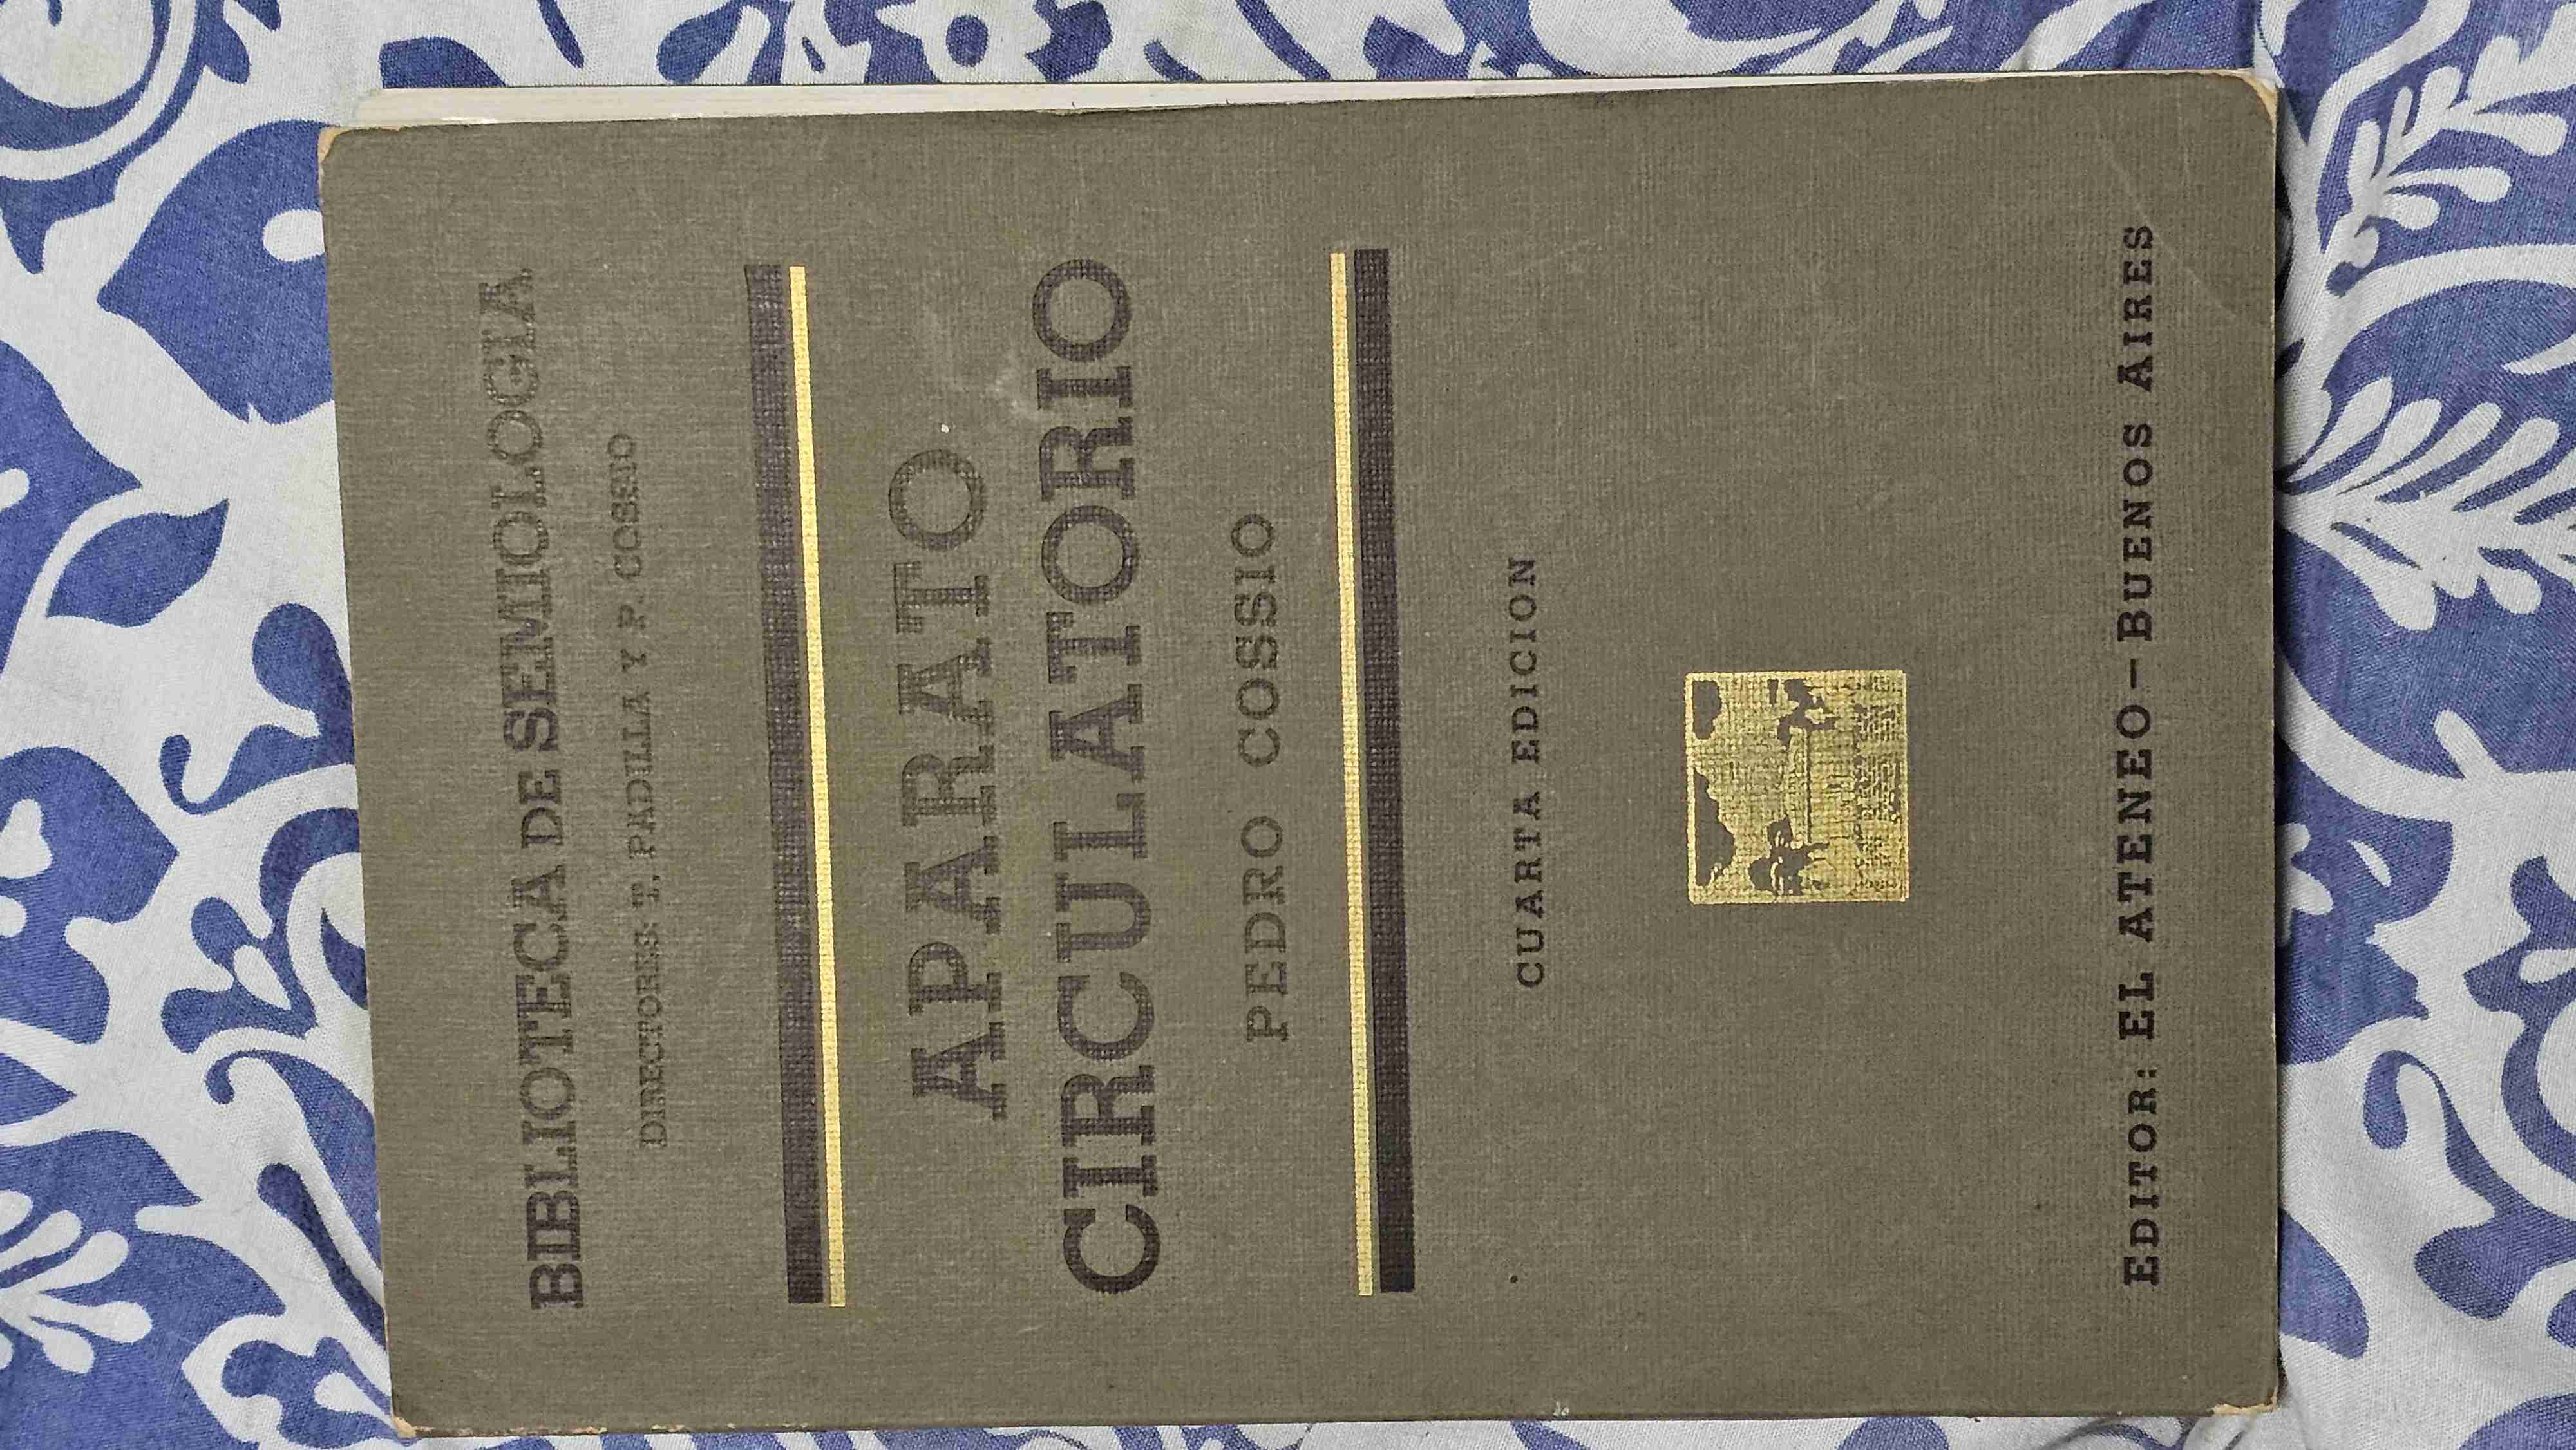 BIBLIOTECA DE SEMIOLOGIA
DIRECTORES: T. PADILLA Y P. COSSIO
APARATO
CIRCULATORIO
PEDRO COSSIO
CUARTA EDICION
EDITOR: EL ATENEO - BUENOS AIRES